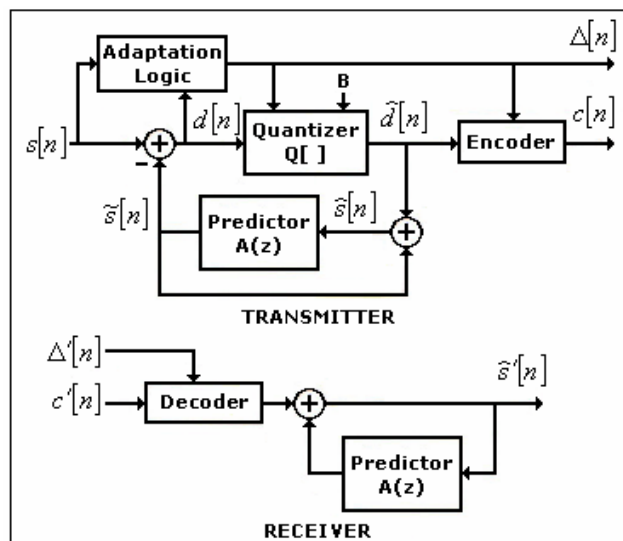 Adaptation
Logic
Δ[n]
B
s[n]
d[n]
Quantizer
Q[ ]
d̂[n]
Encoder
c[n]
+
−
s̃[n]
Predictor
A(z)
ŝ[n]
+
TRANSMITTER
Δ'[n]
c'[n]
Decoder
+
ŝ'[n]
Predictor
A(z)
RECEIVER